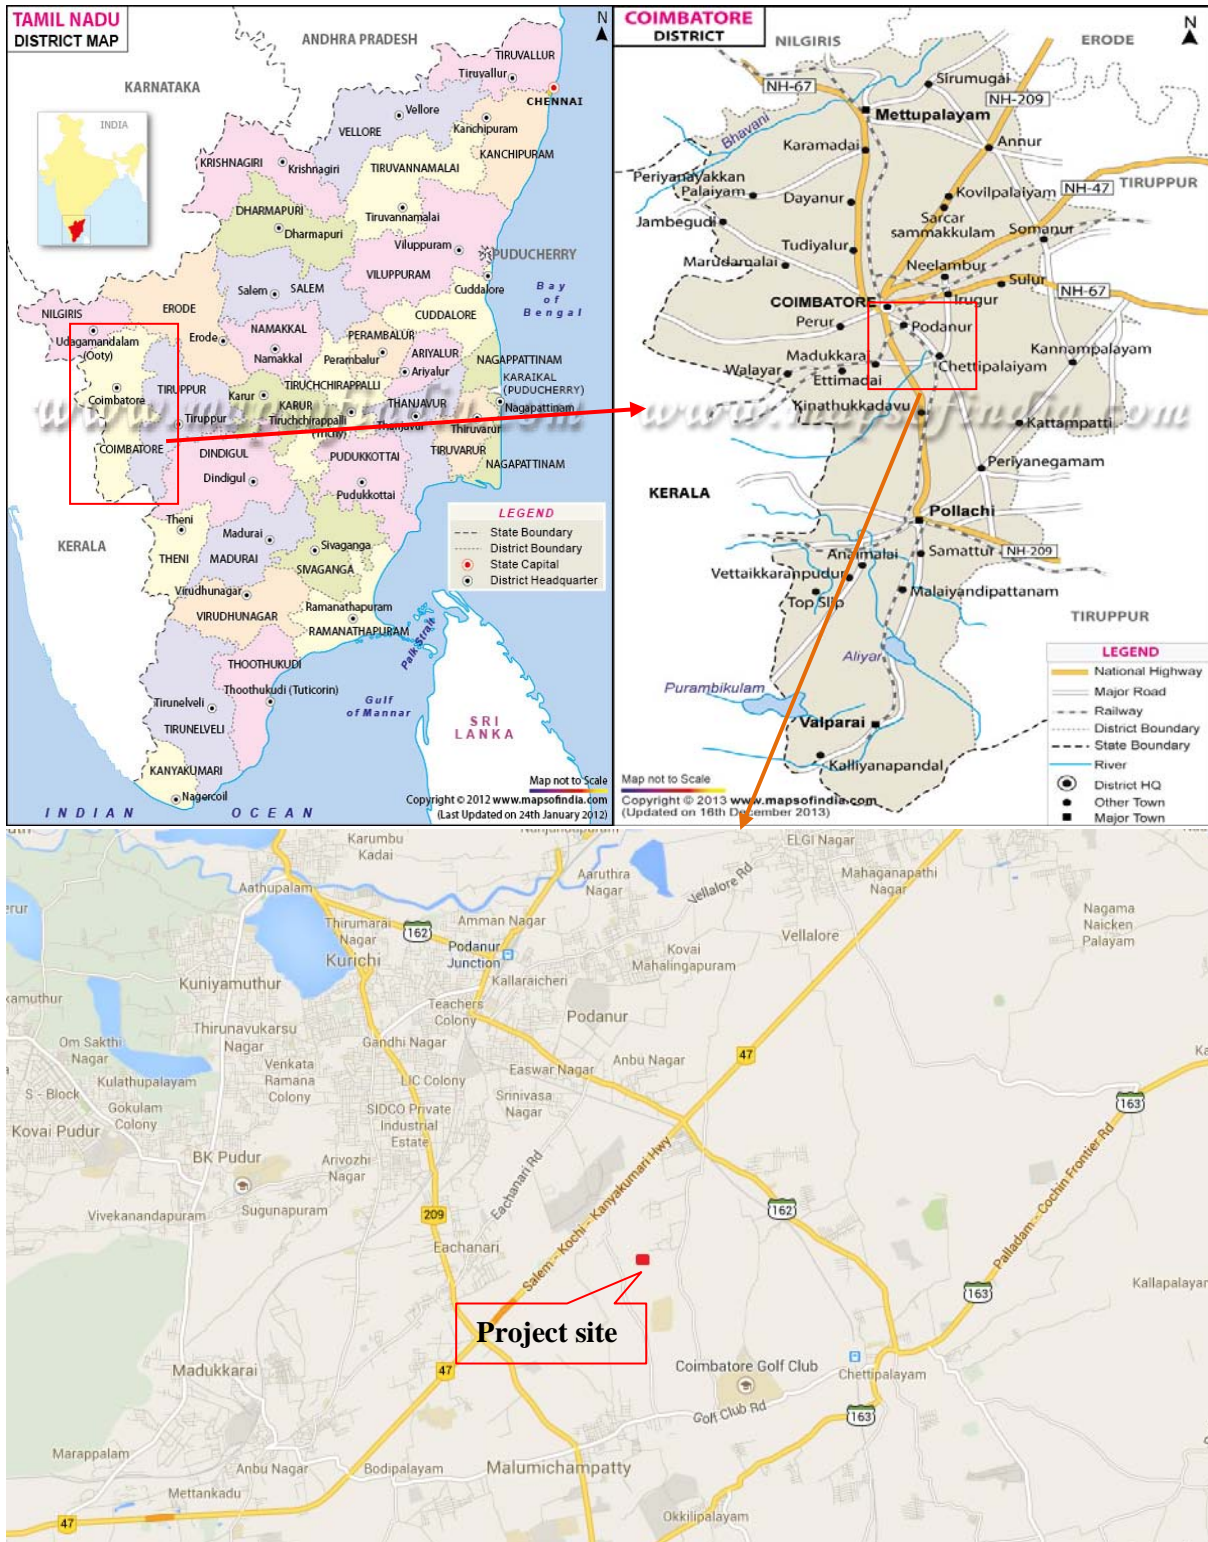 TAMIL NADU
DISTRICT MAP
N
ANDHRA PRADESH
KARNATAKA
INDIA
TIRUVALLUR
Tiruvallur
CHENNAI
Vellore
VELLORE
Kanchipuram
KANCHIPURAM
KRISHNAGIRI
Krishnagiri
TIRUVANNAMALAI
Tiruvannamalai
DHARMAPURI
Dharmapuri
Viluppuram
VILUPPURAM
PUDUCHERRY
Cuddalore
CUDDALORE
Bay
of
Bengal
Salem
SALEM
ERODE
Erode
NILGIRIS
Udagamandalam
(Ooty)
NAMAKKAL
Namakkal
PERAMBALUR
Perambalur
ARIYALUR
Ariyalur
NAGAPPATTINAM
KARAIKAL
(PUDUCHERRY)
Nagapattinam
Coimbatore
COIMBATORE
TIRUPPUR
Tiruppur
Karur
KARUR
TIRUCHCHIRAPPALLI
Tiruchchirappalli
(Trichy)
THANJAVUR
Thanjavur
Thiruvarur
TIRUVARUR
NAGAPATTINAM
www.mapsofindia.com
DINDIGUL
Dindigul
PUDUKKOTTAI
Pudukkottai
KERALA
Theni
THENI
Madurai
MADURAI
Sivaganga
SIVAGANGA
Virudhunagar
VIRUDHUNAGAR
Ramanathapuram
RAMANATHAPURAM
Palk Strait
THOOTHUKUDI
Thoothukudi (Tuticorin)
Tirunelveli
TIRUNELVELI
Gulf
of Mannar
SRI
LANKA
KANYAKUMARI
Nagercoil
INDIAN OCEAN
LEGEND
State Boundary
District Boundary
State Capital
District Headquarter
Map not to Scale
Copyright © 2012 www.mapsofindia.com
(Last Updated on 24th January 2012)
COIMBATORE
DISTRICT
N
NILGIRIS
ERODE
NH-67
Sirumugai
NH-209
Mettupalayam
Bhavani
Karamadai
Annur
Periyanayakkan
Palaiyam
Dayanur
Kovilpalaiyam
NH-47
TIRUPPUR
Jambegudi
Sarcar
sammakkulam
Somanur
Tudiyalur
Marudamalai
Neelambur
Sulur
COIMBATORE
Irugur
NH-67
Perur
Podanur
Madukkara
Chettipalaiyam
Kannampalayam
Walayar
Ettimadai
Kinathukkadavu
www.mapsofindia.com
Kattampatti
Periyanegamam
KERALA
Pollachi
Anaimalai
Samattur
NH-209
Vettaikkaranpudur
Top Slip
Malaiyandipattanam
TIRUPPUR
Aliyar
Purambikulam
Valparai
Kalliyanapandal
LEGEND
National Highway
Major Road
Railway
District Boundary
State Boundary
River
District HQ
Other Town
Major Town
Map not to Scale
Copyright © 2013 www.mapsofindia.com
(Updated on 16th December 2013)
Karumbu
Kadai
ELGI Nagar
Aathupalam
Aaruthra
Nagar
Vellalore Rd
Mahaganapathi
Nagar
Thirumarai
Nagar
162
Amman Nagar
Nagama
Naicken
Palayam
Kurichi
Podanur
Junction
Kovai
Mahalingapuram
Vellalore
Kuniyamuthur
Kallaraicheri
Teachers
Colony
Podanur
Thirunavukarsu
Nagar
Gandhi Nagar
Om Sakthi
Nagar
Venkata
Ramana
Colony
Easwar Nagar
Anbu Nagar
47
Kulathupalayam
LIC Colony
Srinivasa
Nagar
S - Block
Gokulam
Colony
SIDCO Private
Industrial
Estate
163
Kovai Pudur
BK Pudur
Arivozhi
Nagar
Eachanari Rd
Salem - Kochi - Kanyakumari Hwy
Palladam - Cochin Frontier Rd
Vivekanandapuram
Sugunapuram
209
162
Eachanari
Kallapalayam
163
Project site
Madukkarai
47
Coimbatore Golf Club
Chettipalayam
Golf Club Rd
163
Marappalam
Anbu Nagar
Bodipalayam
Malumichampatty
Mettankadu
47
Okkilipalayam